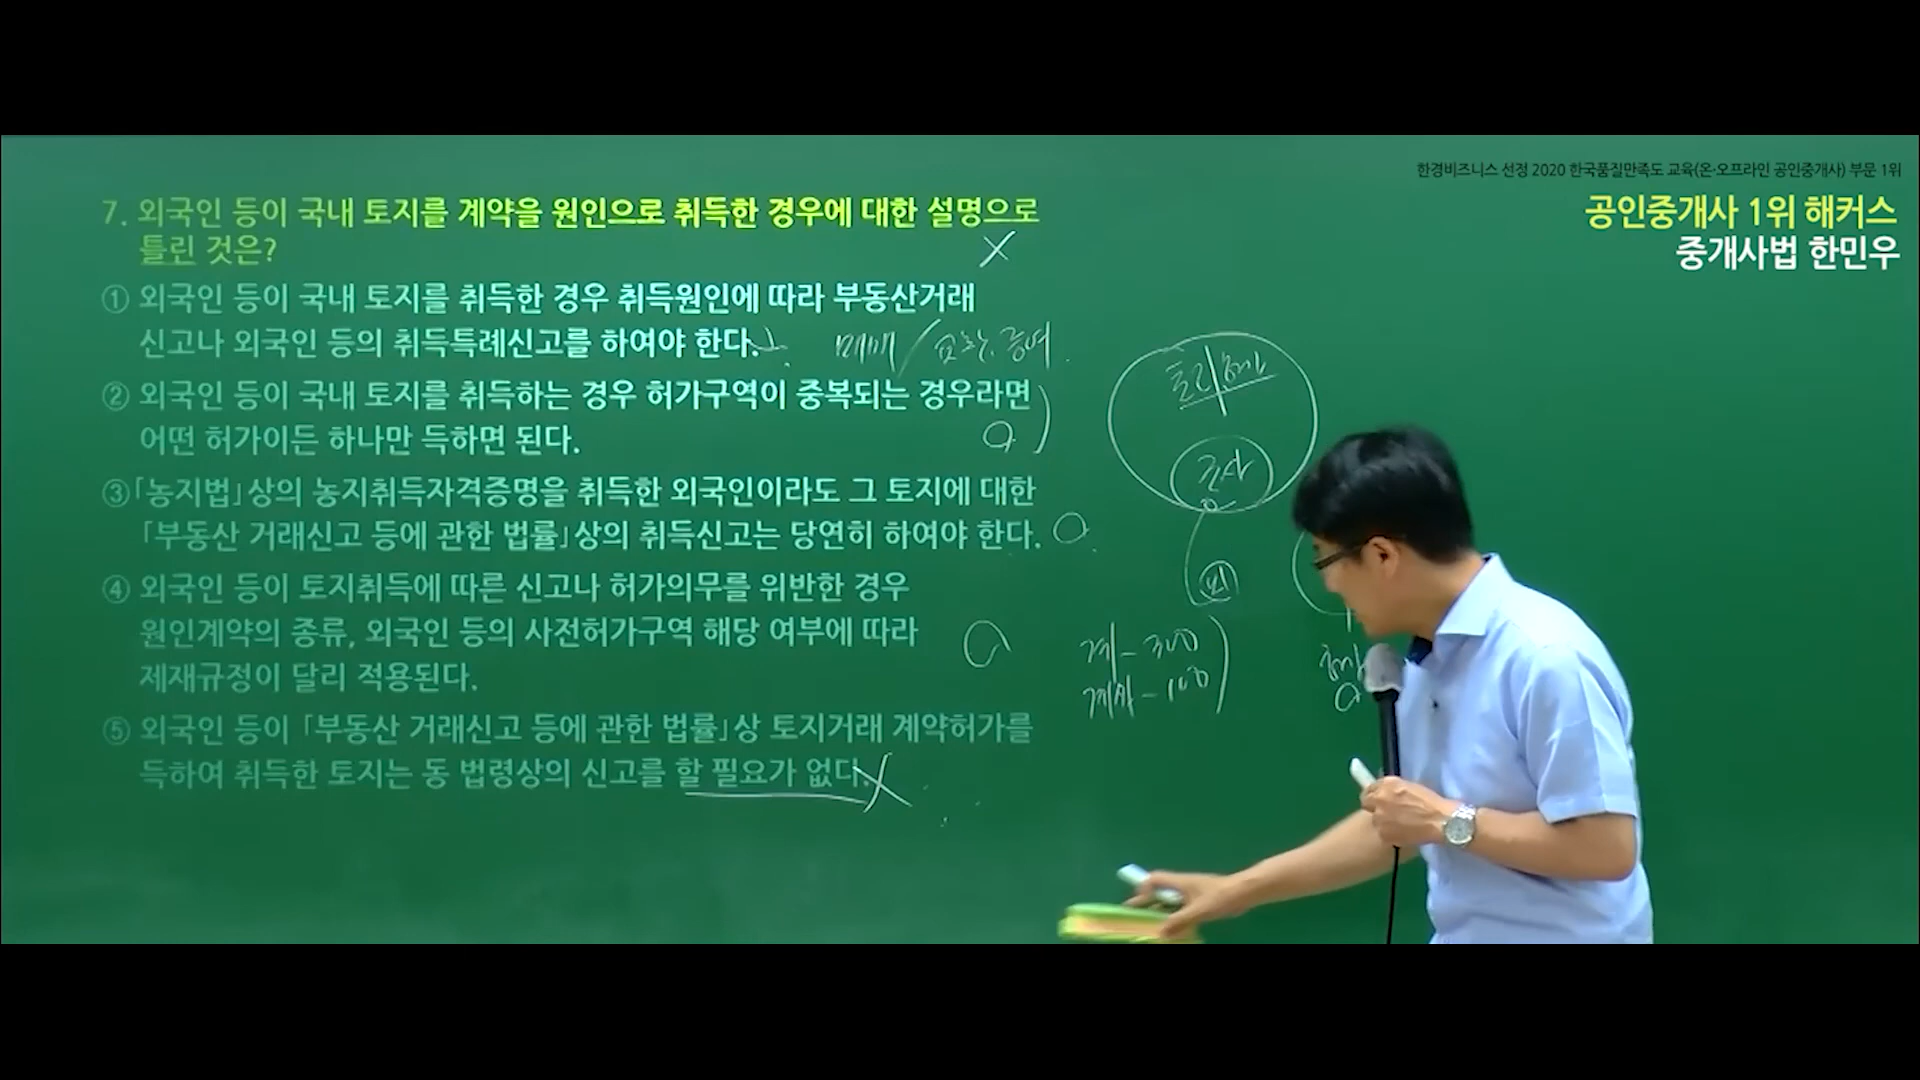 한경비즈니스 선정 2020 한국품질만족도 교육(온·오프라인 공인중개사) 부문 1위
공인중개사 1위 해커스
중개사법 한민우
7. 외국인 등이 국내 토지를 계약을 원인으로 취득한 경우에 대한 설명으로
틀린 것은?
X
① 외국인 등이 국내 토지를 취득한 경우 취득원인에 따라 부동산거래
신고나 외국인 등의 취득특례신고를 하여야 한다.
매매 / 교환. 증여
② 외국인 등이 국내 토지를 취득하는 경우 허가구역이 중복되는 경우라면
어떤 허가이든 하나만 득하면 된다.
③ 「농지법」상의 농지취득자격증명을 취득한 외국인이라도 그 토지에 대한
「부동산 거래신고 등에 관한 법률」상의 취득신고는 당연히 하여야 한다.
④ 외국인 등이 토지취득에 따른 신고나 허가의무를 위반한 경우
원인계약의 종류, 외국인 등의 사전허가구역 해당 여부에 따라
제재규정이 달리 적용된다.
⑤ 외국인 등이 「부동산 거래신고 등에 관한 법률」상 토지거래 계약허가를
득하여 취득한 토지는 동 법령상의 신고를 할 필요가 없다.
X
토리 허가
군사
외
계 - 300